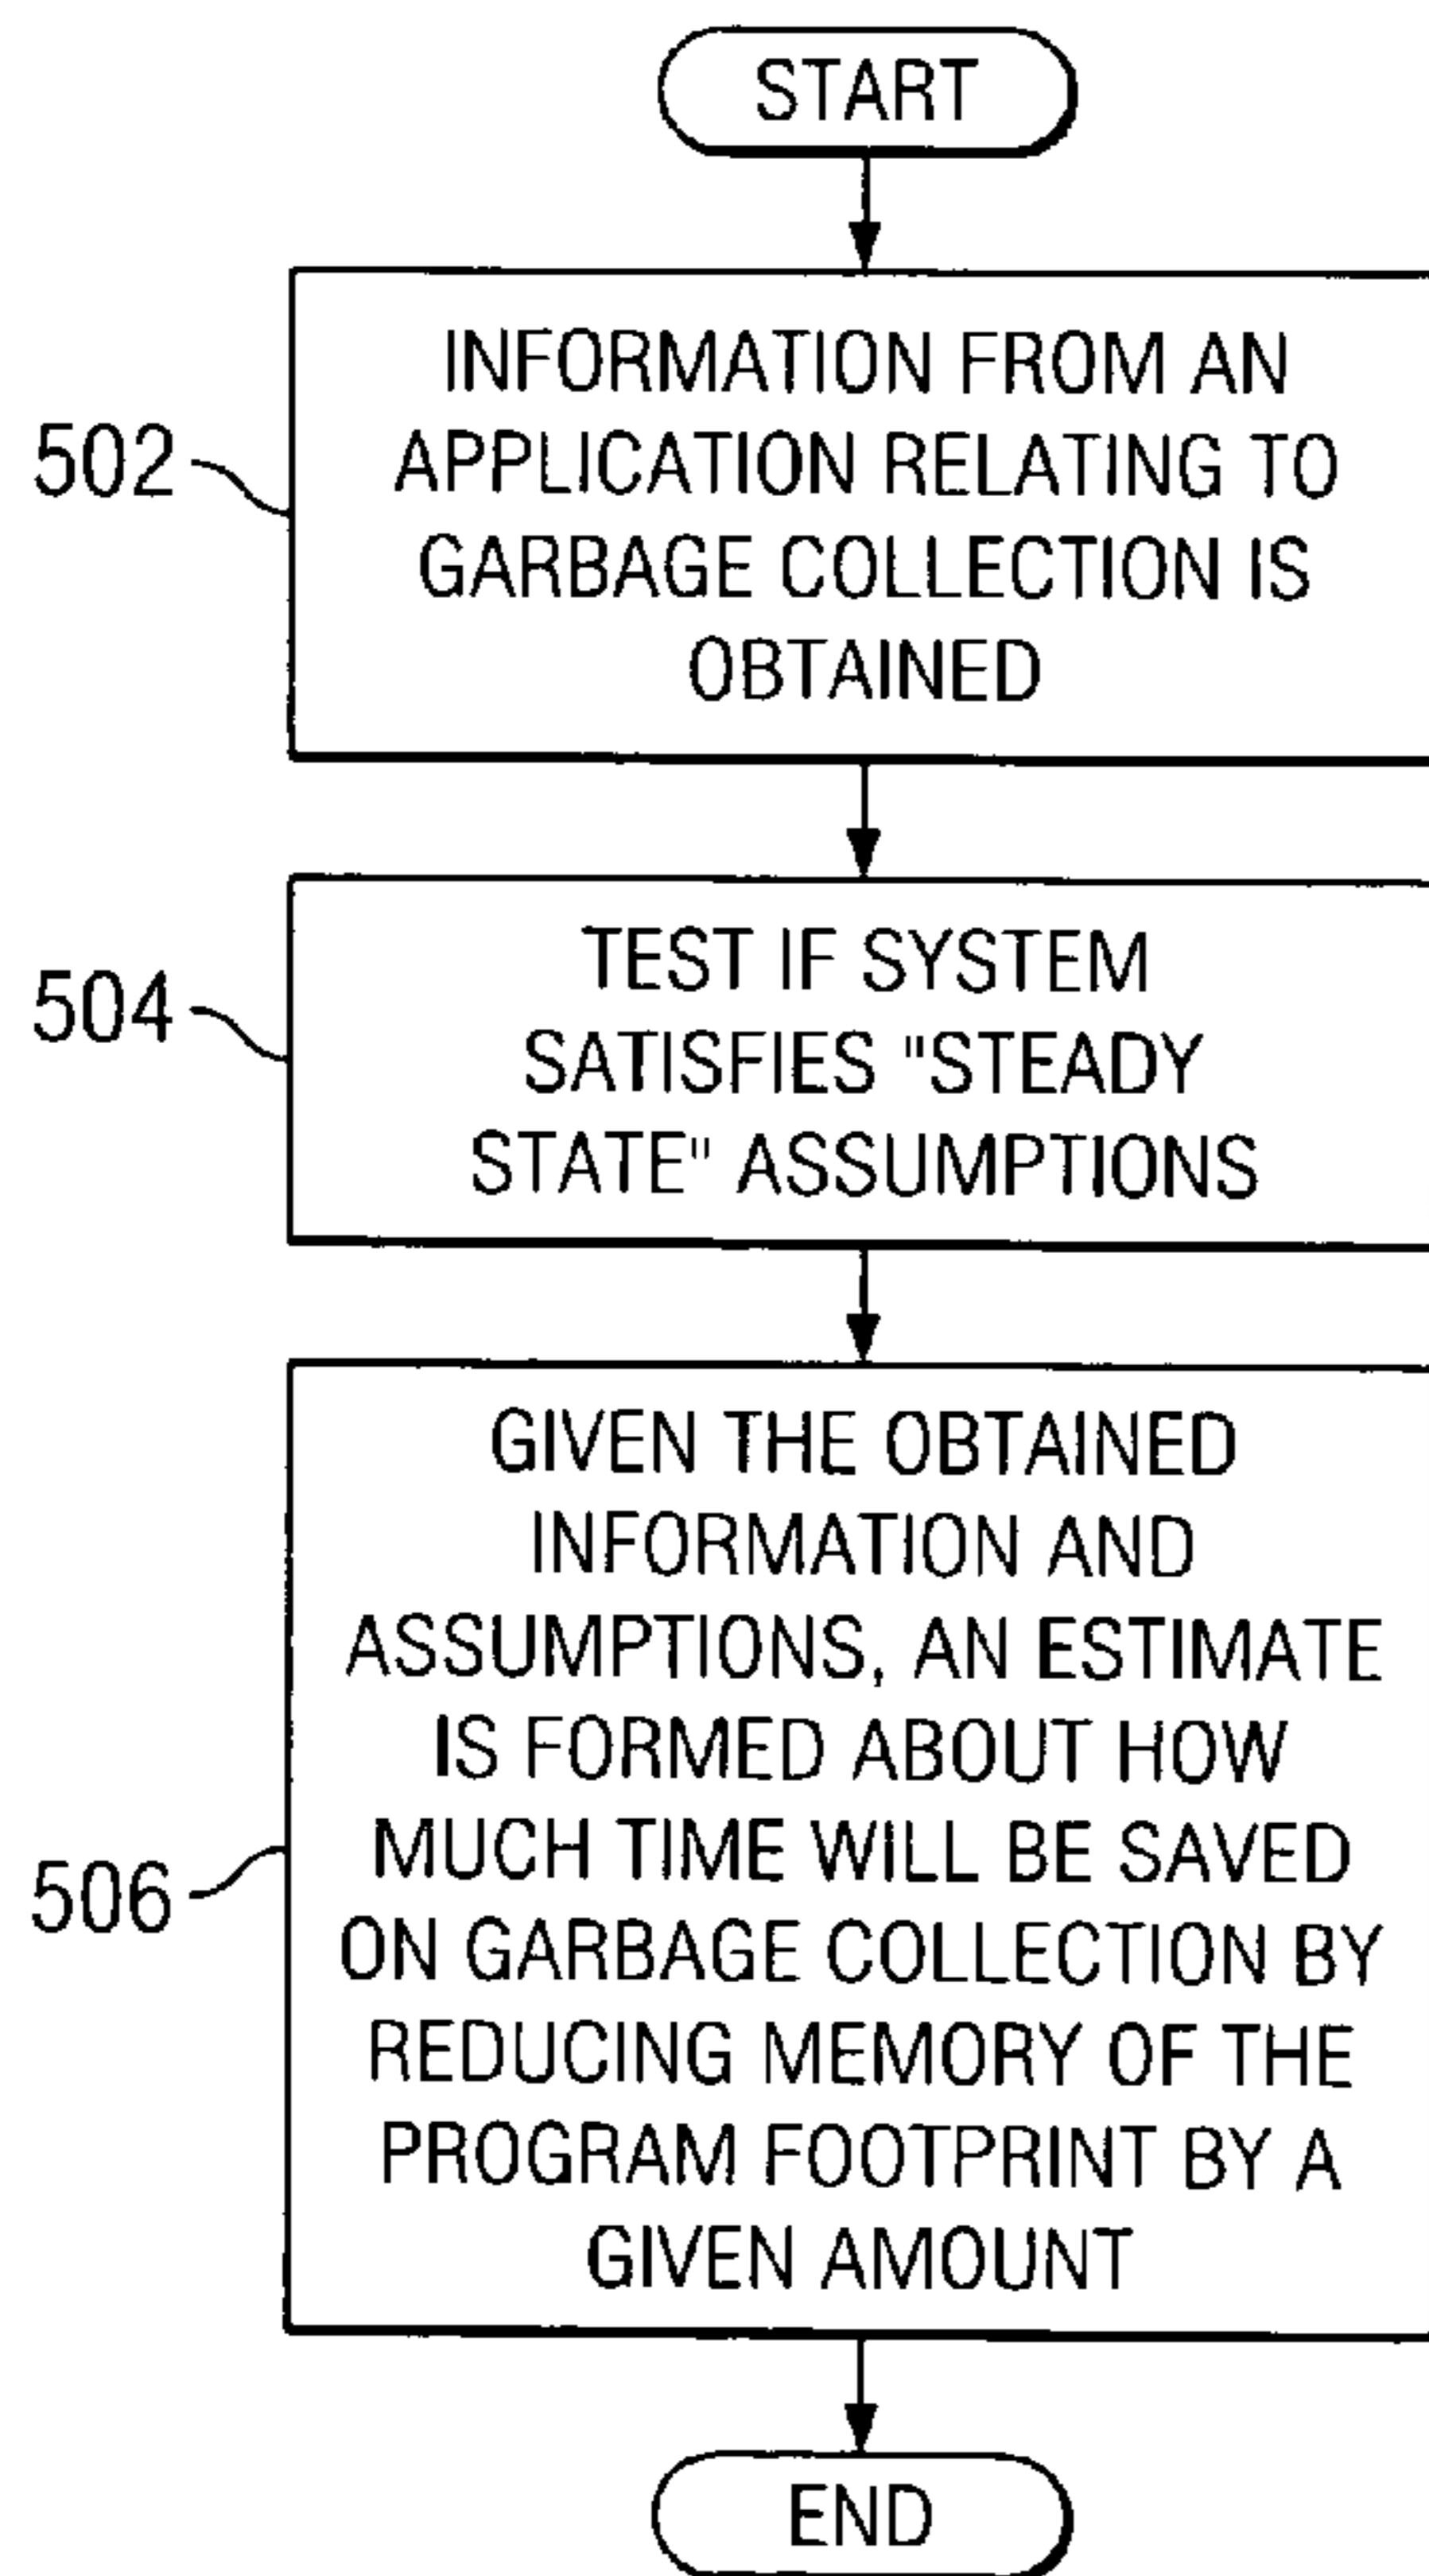 START
502
INFORMATION FROM AN
APPLICATION RELATING TO
GARBAGE COLLECTION IS
OBTAINED
504
TEST IF SYSTEM
SATISFIES "STEADY
STATE" ASSUMPTIONS
506
GIVEN THE OBTAINED
INFORMATION AND
ASSUMPTIONS, AN ESTIMATE
IS FORMED ABOUT HOW
MUCH TIME WILL BE SAVED
ON GARBAGE COLLECTION BY
REDUCING MEMORY OF THE
PROGRAM FOOTPRINT BY A
GIVEN AMOUNT
END